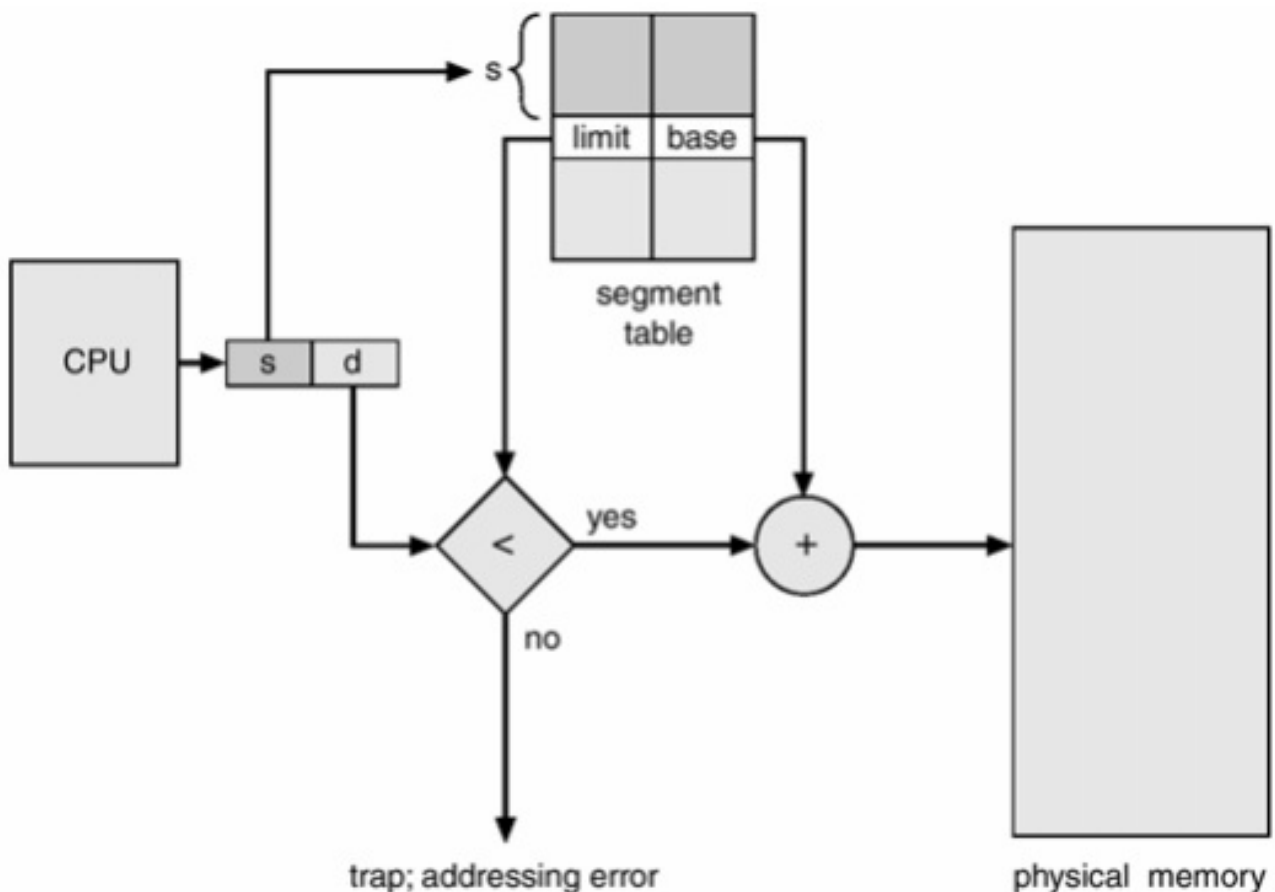 s
limit base
segment
table
CPU
s d
<
yes
+
no
trap; addressing error
physical memory